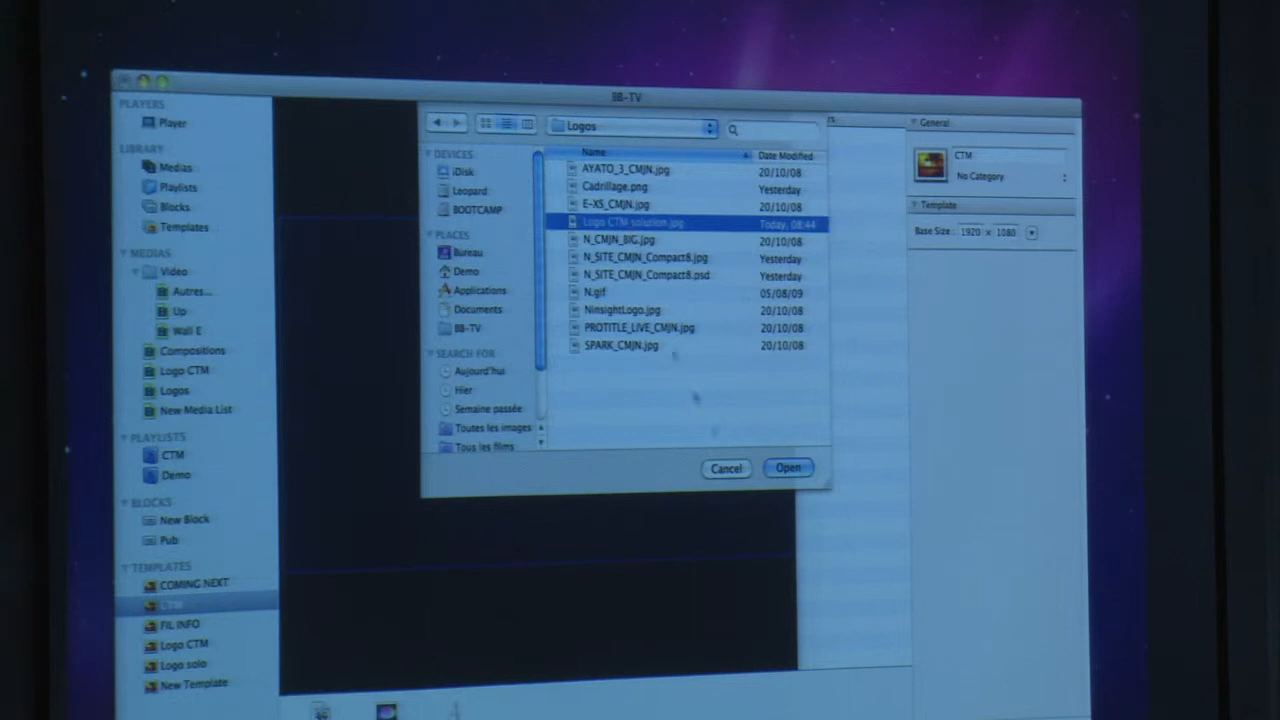 BB-TV
PLAYERS
Player
LIBRARY
Medias
Playlists
Blocks
Templates
MEDIAS
Video
Autres...
Up
Wall E
Compositions
Logo CTM
Logos
New Media List
PLAYLISTS
CTM
Demo
BLOCKS
New Block
Pub
TEMPLATES
COMING NEXT
CTM
FIL INFO
Logo CTM
Logo solo
New Template
Logos
DEVICES
iDisk
Leopard
BOOTCAMP
PLACES
Bureau
Demo
Applications
Documents
BB-TV
SEARCH FOR
Aujourd'hui
Hier
Semaine passée
Toutes les images
Tous les films
Name Date Modified
AYATO_3_CMJN.jpg 20/10/08
Cadrillage.png Yesterday
E-XS_CMJN.jpg 20/10/08
Logo CTM-solution.jpg Today, 08:44
N_CMJN_BIG.jpg 20/10/08
N_SITE_CMJN_Compact8.jpg Yesterday
N_SITE_CMJN_Compact8.psd Yesterday
N.gif 05/08/09
NinsightLogo.jpg 20/10/08
PROTITLE_LIVE_CMJN.jpg 20/10/08
SPARK_CMJN.jpg 20/10/08
Cancel Open
General
CTM
No Category
Template
Base Size: 1920 × 1080